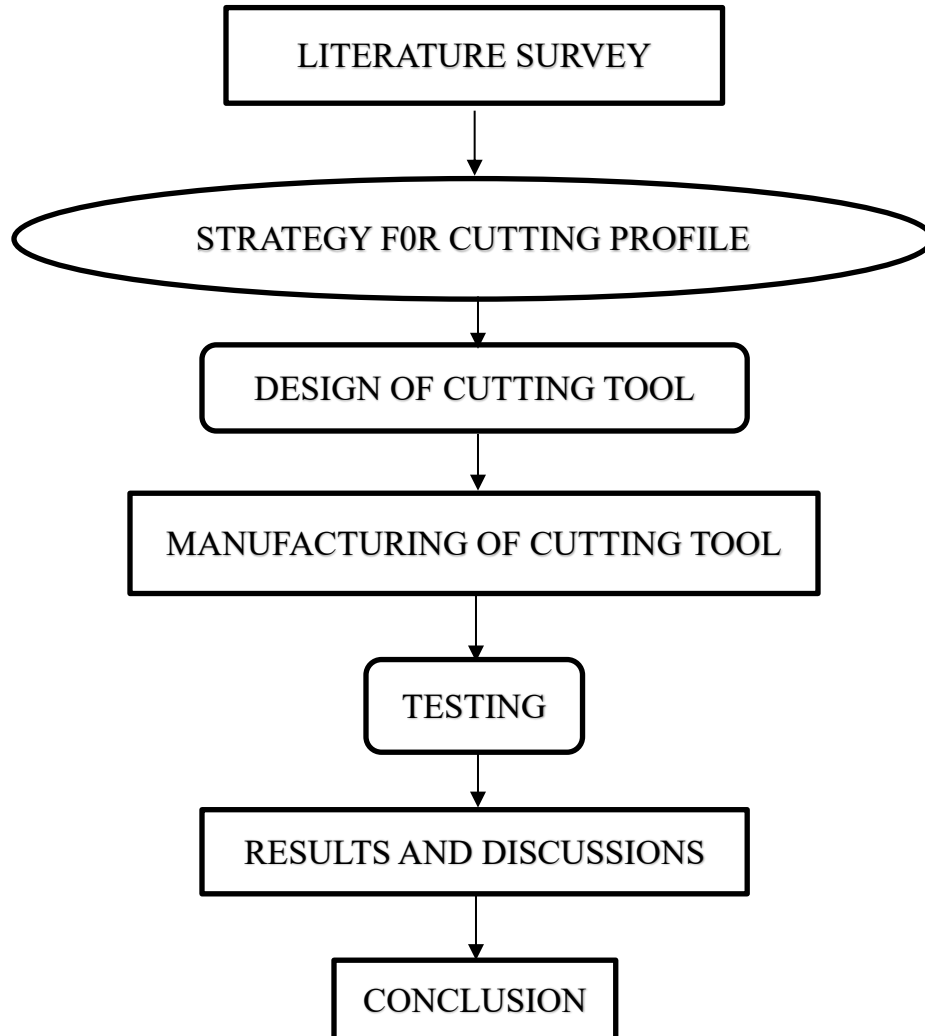 LITERATURE SURVEY
STRATEGY F0R CUTTING PROFILE
DESIGN OF CUTTING TOOL
MANUFACTURING OF CUTTING TOOL
TESTING
RESULTS AND DISCUSSIONS
CONCLUSION